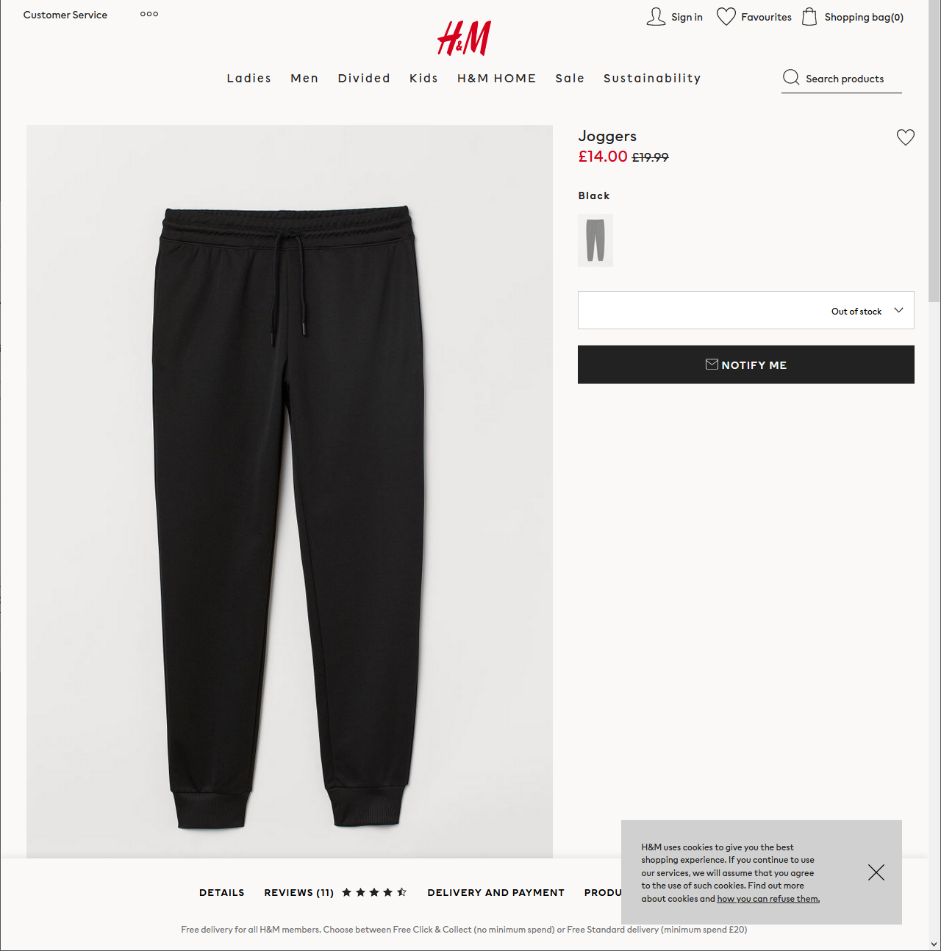 Customer Service
Sign in
Favourites
Shopping bag(0)
H&M
Ladies Men Divided Kids H&M HOME Sale Sustainability
Search products
Joggers
£14.00 £19.99
Black
Out of stock
NOTIFY ME
H&M uses cookies to give you the best
shopping experience. If you continue to use
our services, we will assume that you agree
to the use of such cookies. Find out more
about cookies and how you can refuse them.
DETAILS REVIEWS (11) DELIVERY AND PAYMENT PRODU
Free delivery for all H&M members. Choose between Free Click & Collect (no minimum spend) or Free Standard delivery (minimum spend £20)